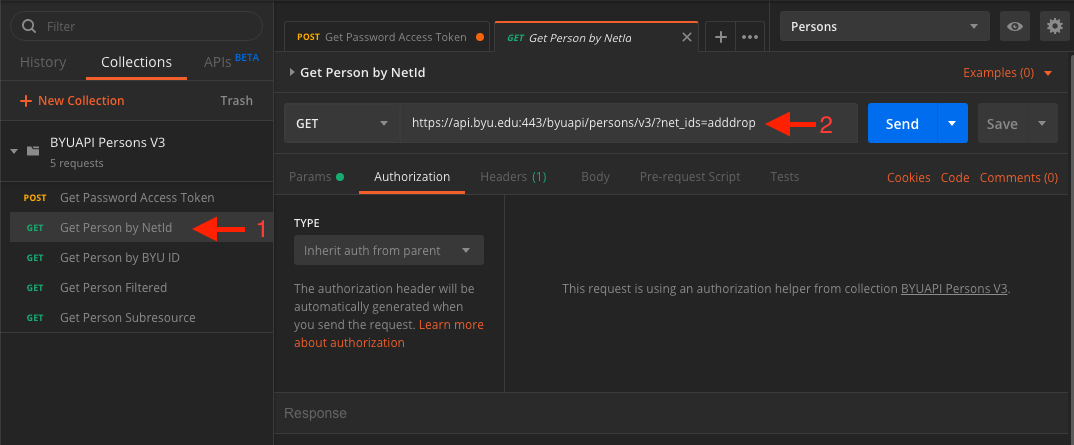 Filter
History Collections APIs BETA
+ New Collection Trash
BYUAPI Persons V3
5 requests
POST Get Password Access Token
GET Get Person by NetId 1
GET Get Person by BYU ID
GET Get Person Filtered
GET Get Person Subresource
POST Get Password Access Token
GET Get Person by NetId
Persons
Get Person by NetId
Examples (0)
GET https://api.byu.edu:443/byuapi/persons/v3/?net_ids=adddrop 2
Send Save
Params Authorization Headers (1) Body Pre-request Script Tests
Cookies Code Comments (0)
TYPE
Inherit auth from parent
The authorization header will be
automatically generated when
you send the request. Learn more
about authorization
This request is using an authorization helper from collection BYUAPI Persons V3.
Response